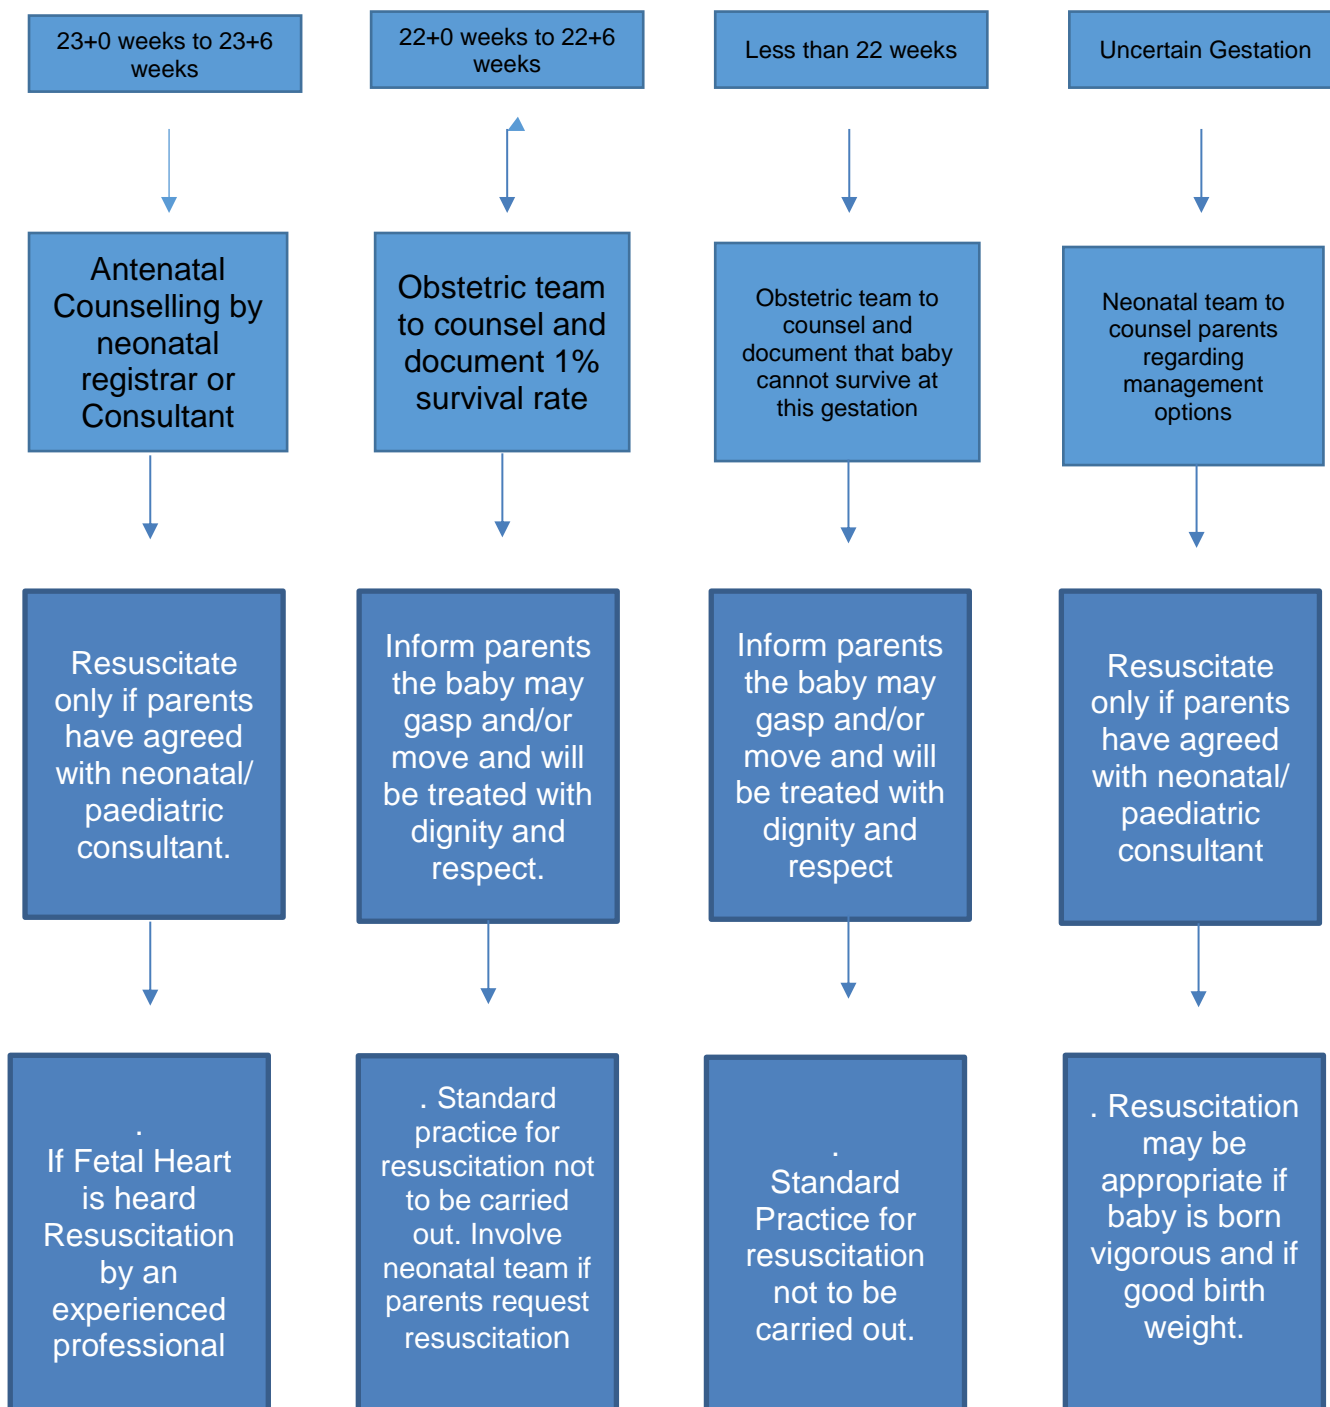 23+0 weeks to 23+6
weeks
22+0 weeks to 22+6
weeks
Less than 22 weeks
Uncertain Gestation
Antenatal
Counselling by
neonatal
registrar or
Consultant
Obstetric team
to counsel and
document 1%
survival rate
Obstetric team to
counsel and
document that baby
cannot survive at
this gestation
Neonatal team to
counsel parents
regarding
management
options
Resuscitate
only if parents
have agreed
with neonatal/
paediatric
consultant.
Inform parents
the baby may
gasp and/or
move and will
be treated with
dignity and
respect.
Inform parents
the baby may
gasp and/or
move and will
be treated with
dignity and
respect
Resuscitate
only if parents
have agreed
with neonatal/
paediatric
consultant
.
If Fetal Heart
is heard
Resuscitation
by an
experienced
professional
. Standard
practice for
resuscitation not
to be carried
out. Involve
neonatal team if
parents request
resuscitation
.
Standard
Practice for
resuscitation
not to be
carried out.
. Resuscitation
may be
appropriate if
baby is born
vigorous and if
good birth
weight.